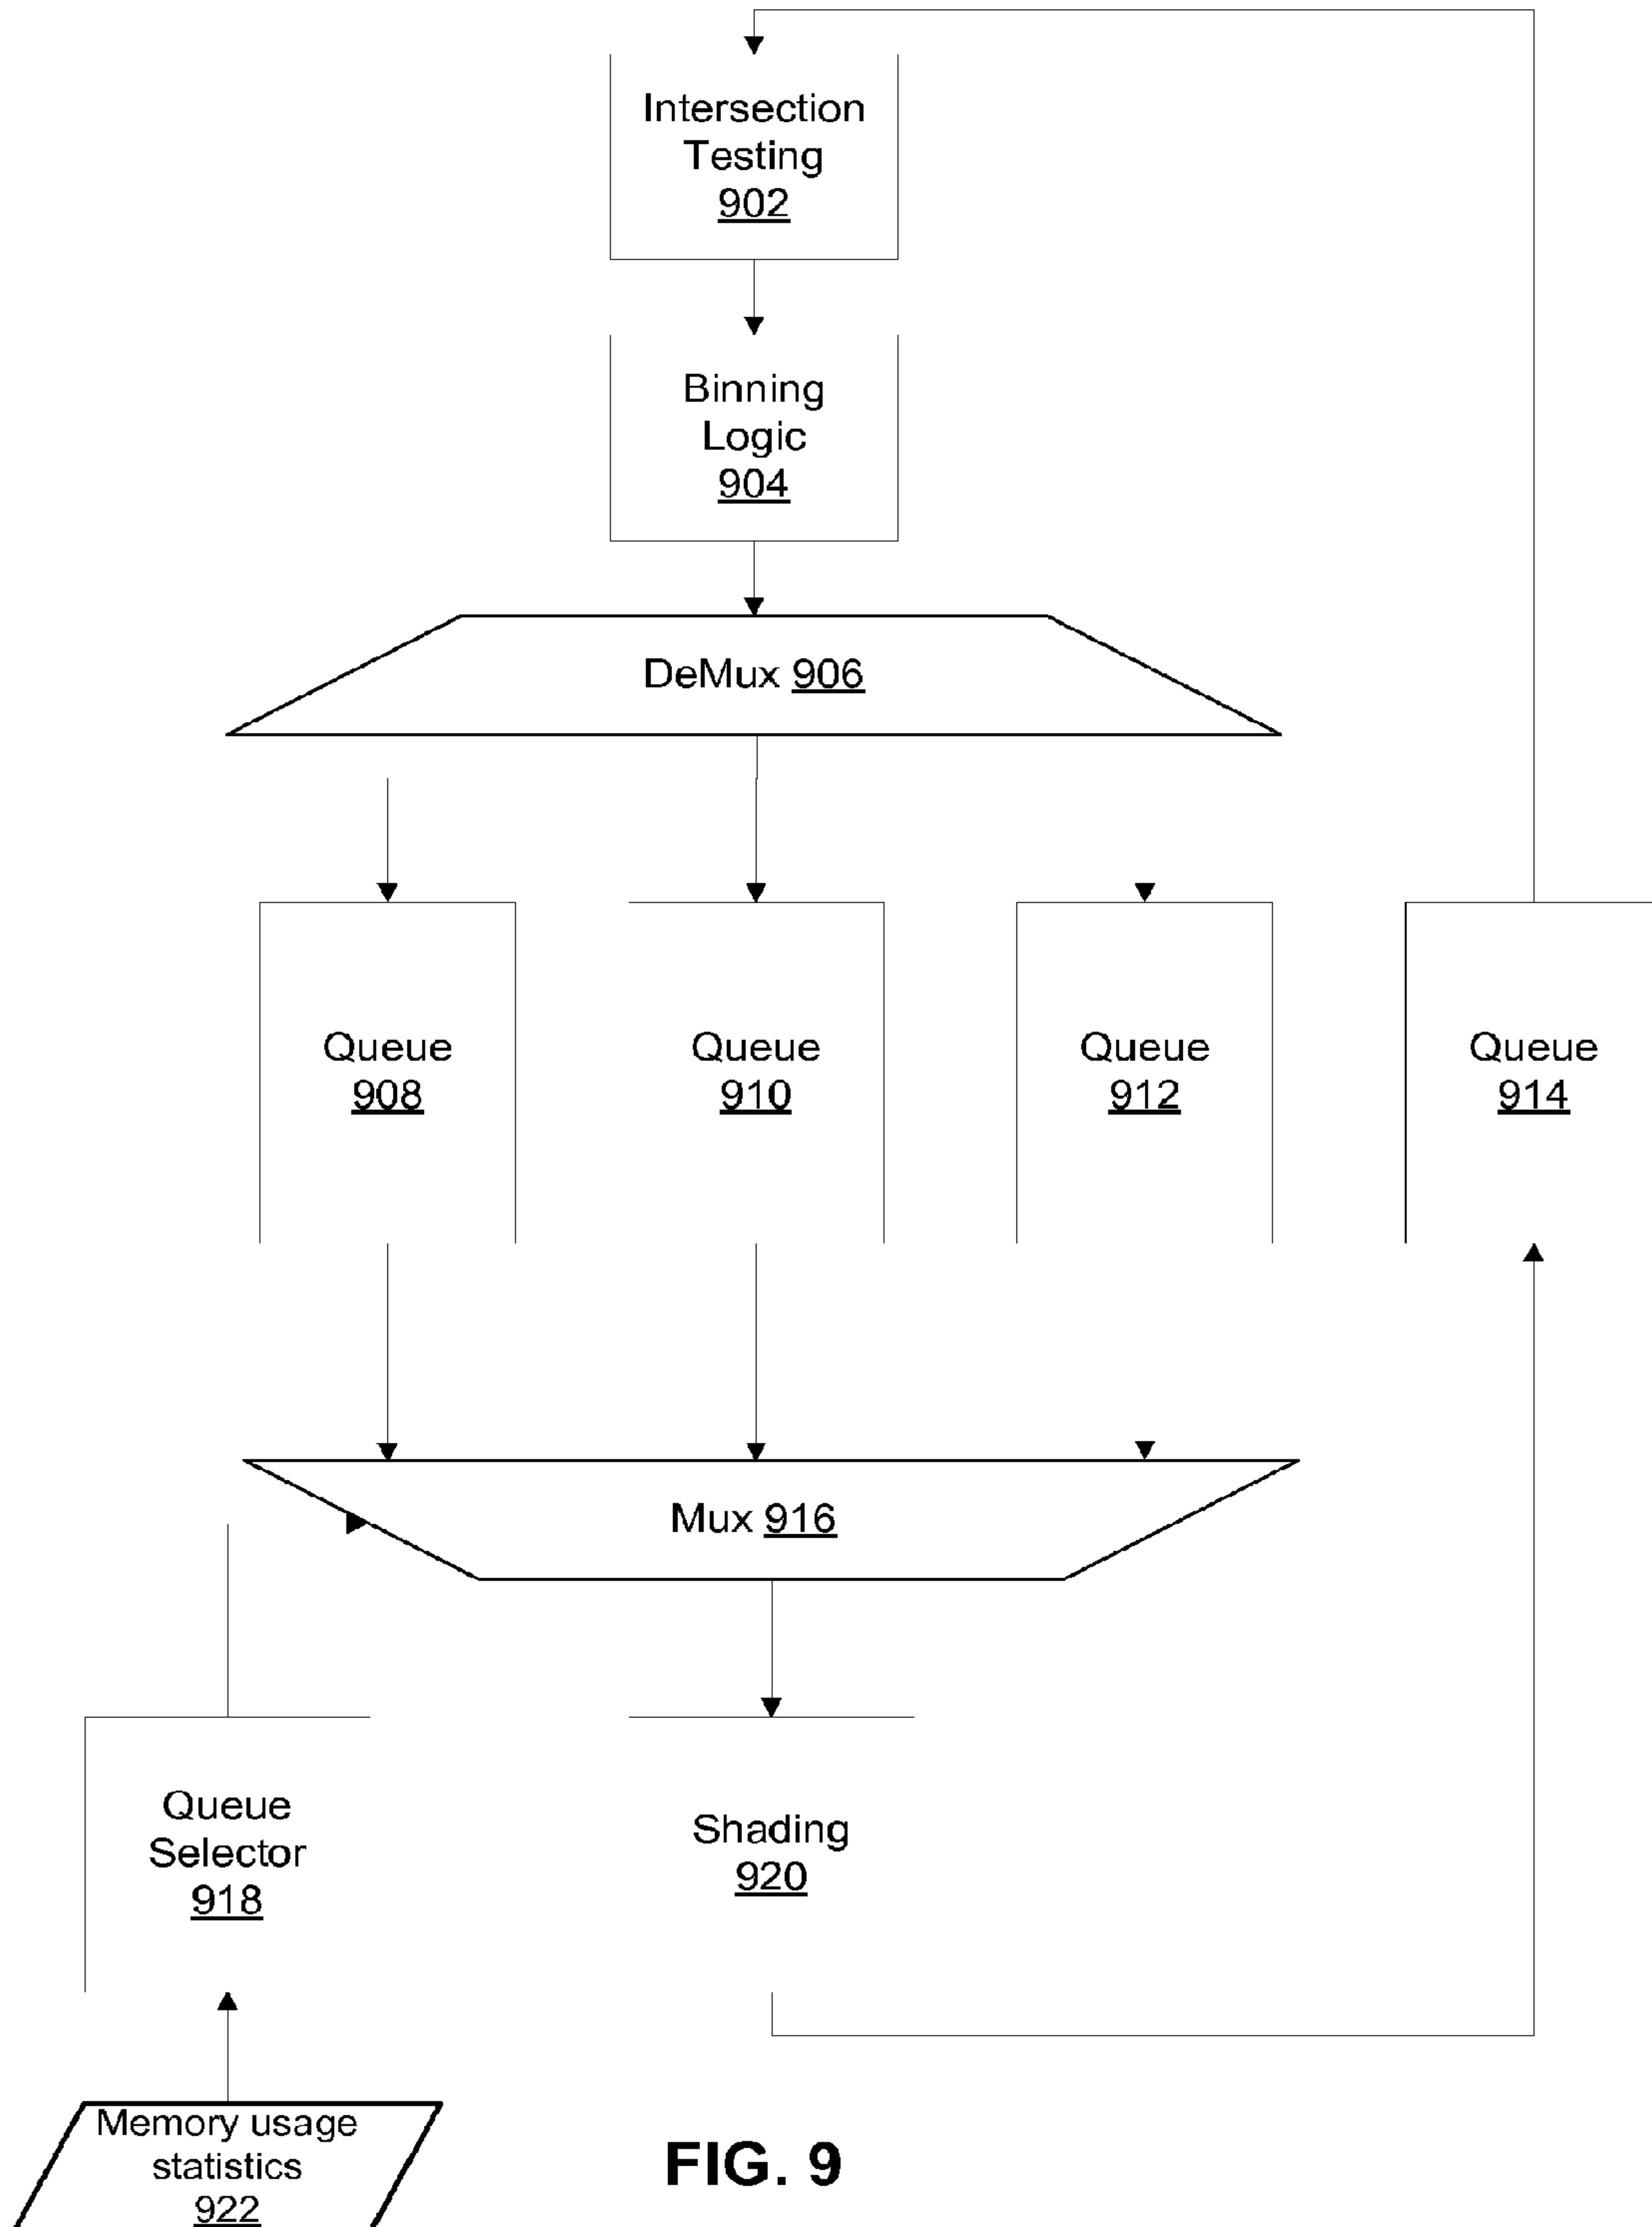 Intersection
Testing
902
Binning
Logic
904
DeMux 906
Queue
908
Queue
910
Queue
912
Queue
914
Mux 916
Queue
Selector
918
Shading
920
Memory usage
statistics
922
FIG. 9